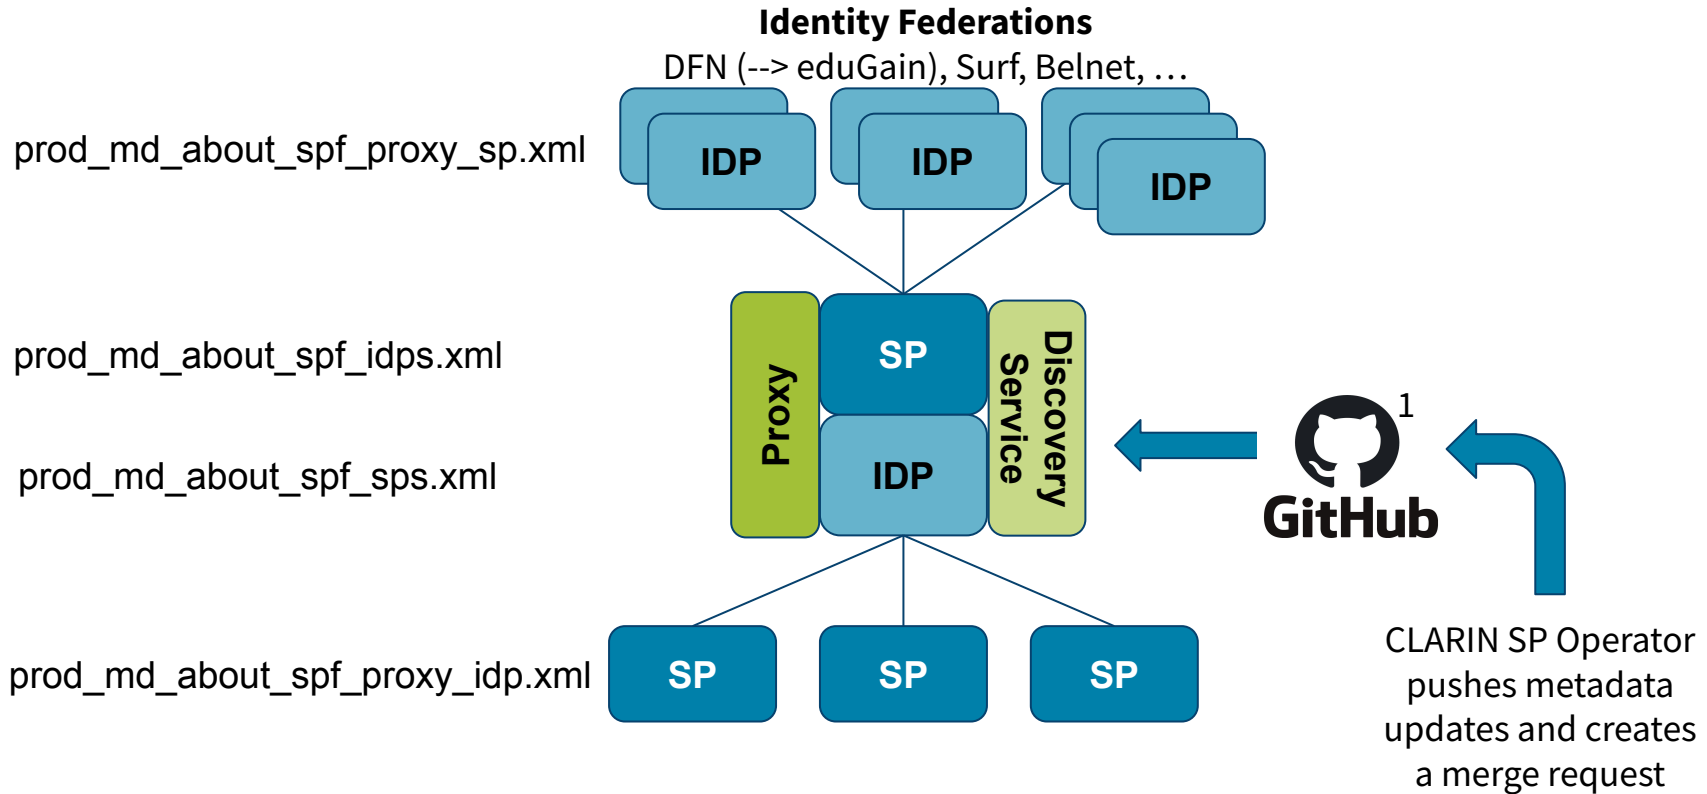 Identity Federations
DFN (--> eduGain), Surf, Belnet, …
prod_md_about_spf_proxy_sp.xml
IDP
IDP
IDP
prod_md_about_spf_idps.xml
Proxy
SP
Discovery
Service
prod_md_about_spf_sps.xml
IDP
1
GitHub
prod_md_about_spf_proxy_idp.xml
SP
SP
SP
CLARIN SP Operator
pushes metadata
updates and creates
a merge request